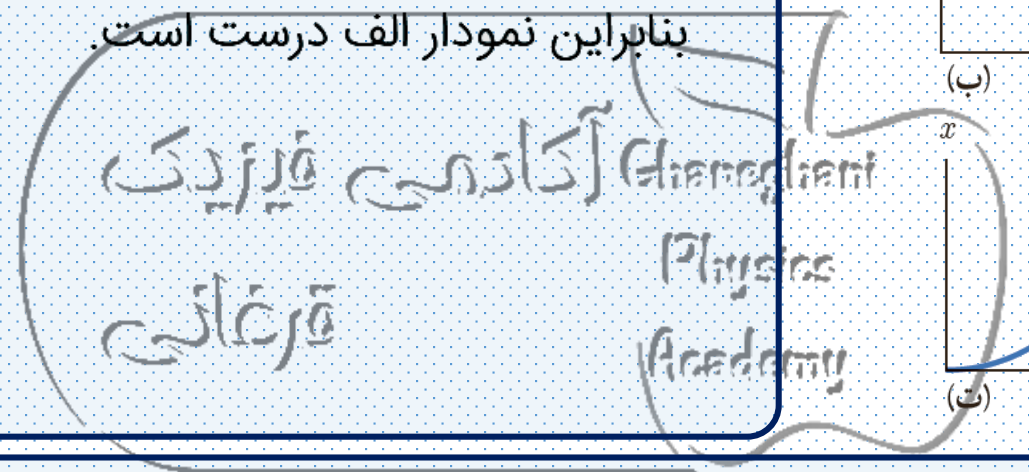 بنابراین نمودار الف درست است.
(ب)
x
آکادمی فیزیک
قرغانی
Gharaghani
Physics
Academy
(ت)